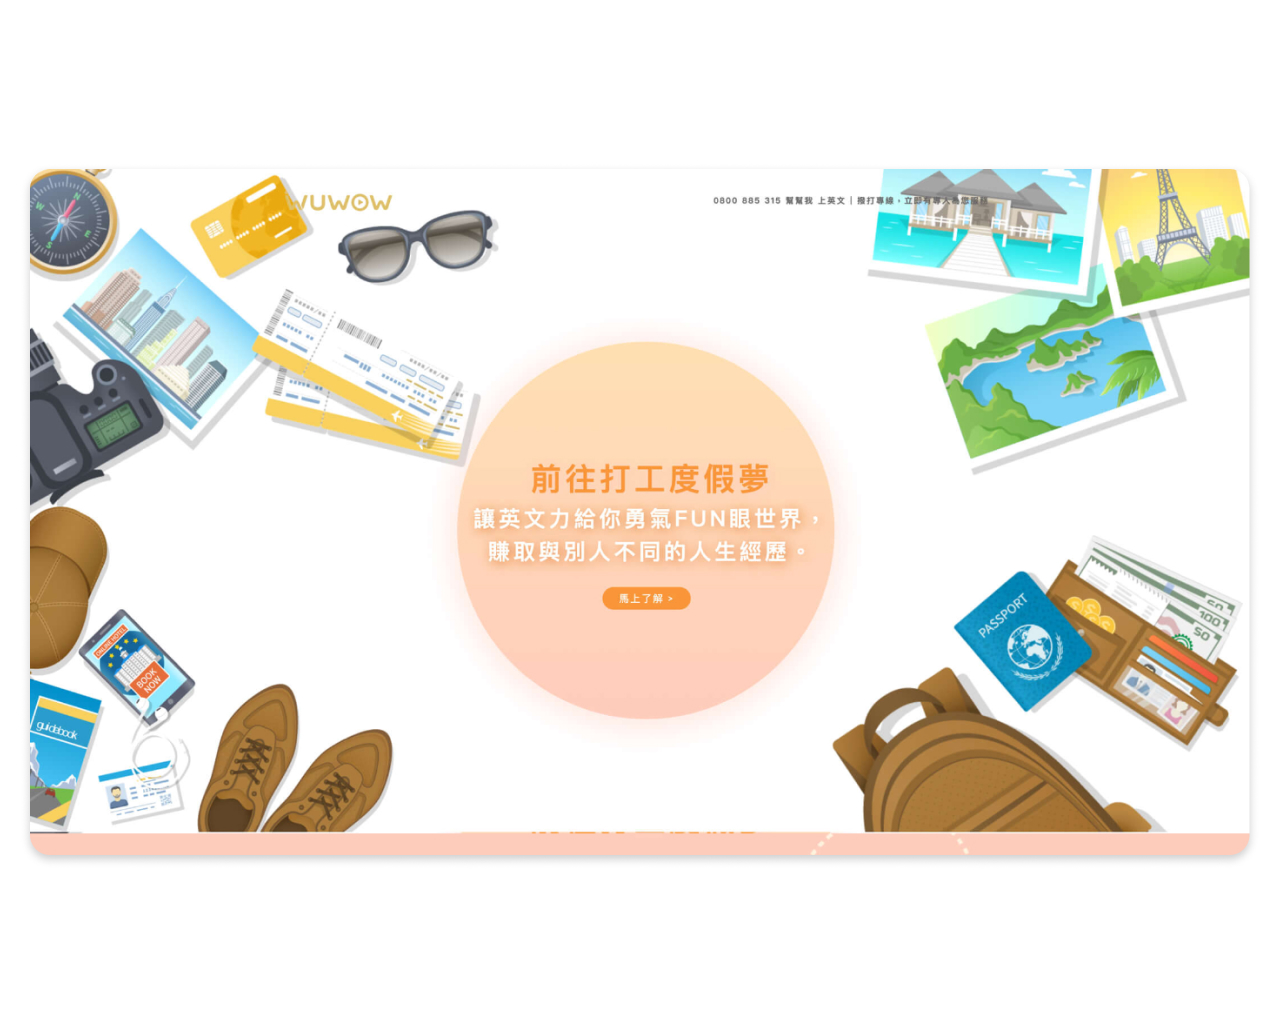 WUWOW
0800 885 315 幫幫我 上英文 | 撥打專線，立即有專人為您服務
前往打工度假夢
讓英文力給你勇氣FUN眼世界，
賺取與別人不同的人生經歷。
馬上了解 >
PASSPORT
50
100
50
ONLINE HOTEL
BOOK
NOW
guidebook
N
W
E
S